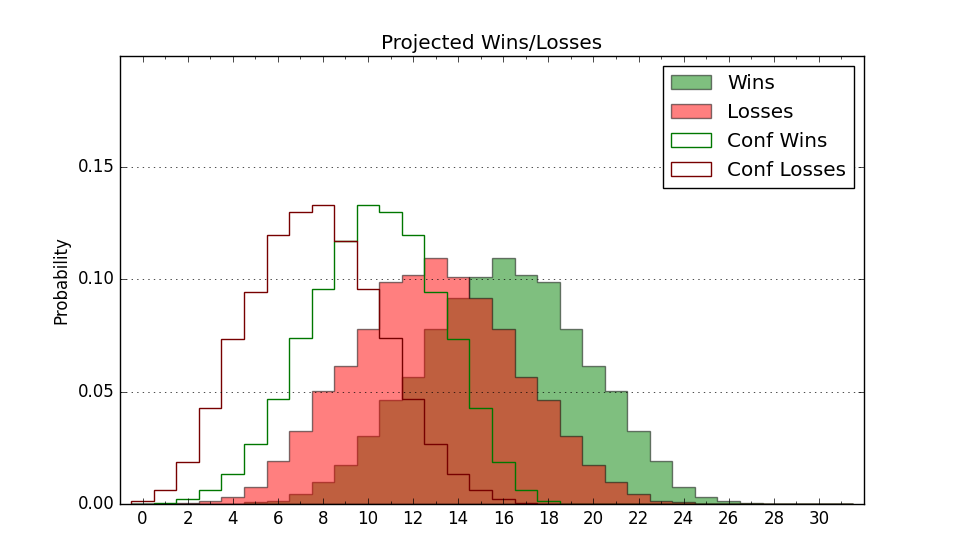 Projected Wins/Losses
Wins
Losses
Conf Wins
Conf Losses
Probability
0.15
0.10
0.05
0.00
0 2 4 6 8 10 12 14 16 18 20 22 24 26 28 30